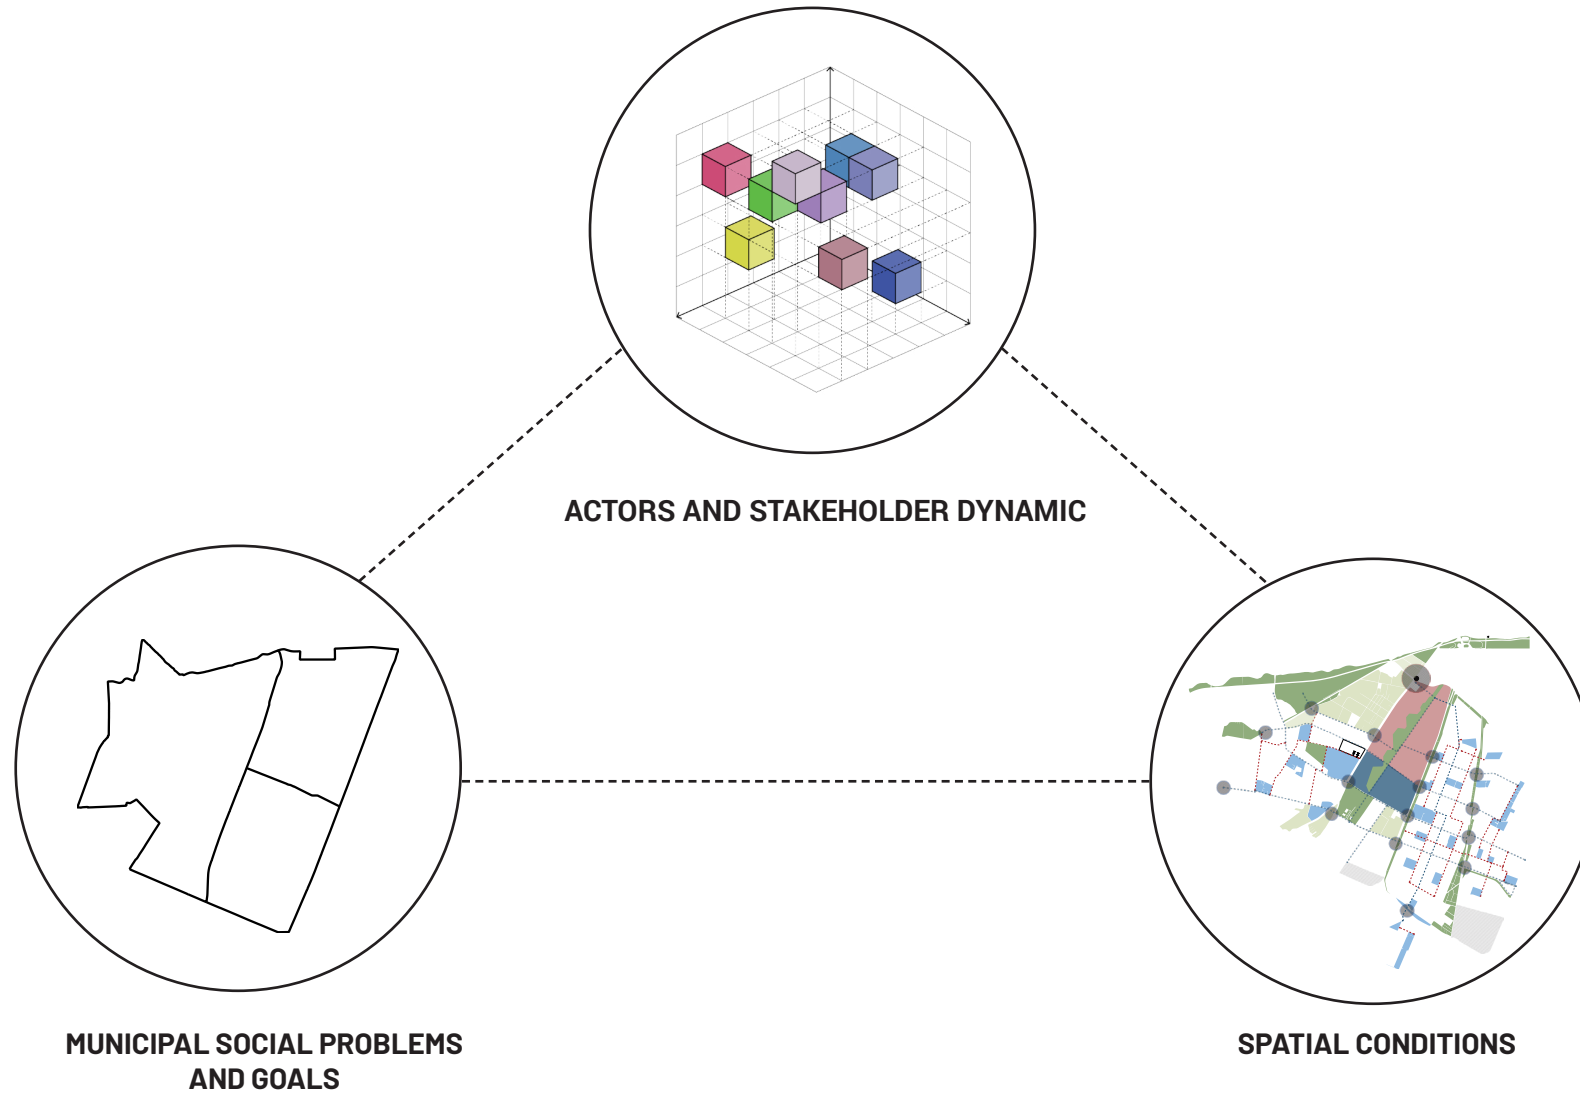 ACTORS AND STAKEHOLDER DYNAMIC
MUNICIPAL SOCIAL PROBLEMS
AND GOALS
SPATIAL CONDITIONS